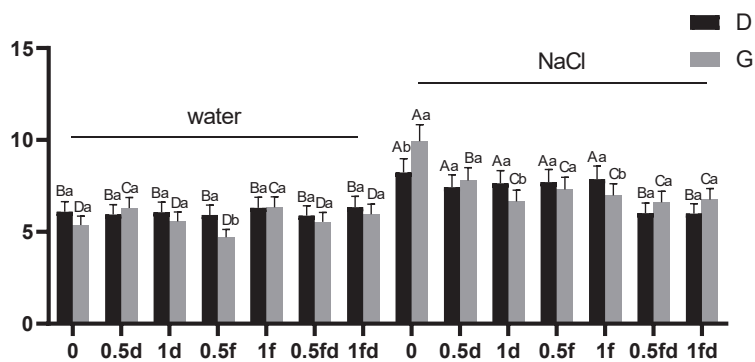 D
G
15
NaCl
water
Aa
Ab
10
Aa Ba Aa Aa Aa
Cb Ca Cb Ca Ca
Ba Ba Ba Ba Ba Ba Ba Ba Ba
Da Ca Da Db Ca Da Da
5
0
0 0.5d 1d 0.5f 1f 0.5fd 1fd 0 0.5d 1d 0.5f 1f 0.5fd 1fd